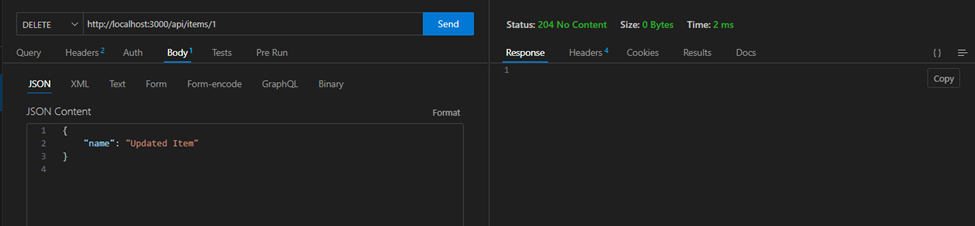 DELETE http://localhost:3000/api/items/1 Send
Query Headers 2 Auth Body 1 Tests Pre Run
JSON XML Text Form Form-encode GraphQL Binary
JSON Content Format
1 {
2 "name": "Updated Item"
3 }
4
Status: 204 No Content Size: 0 Bytes Time: 2 ms
Response Headers 4 Cookies Results Docs { }
1
Copy